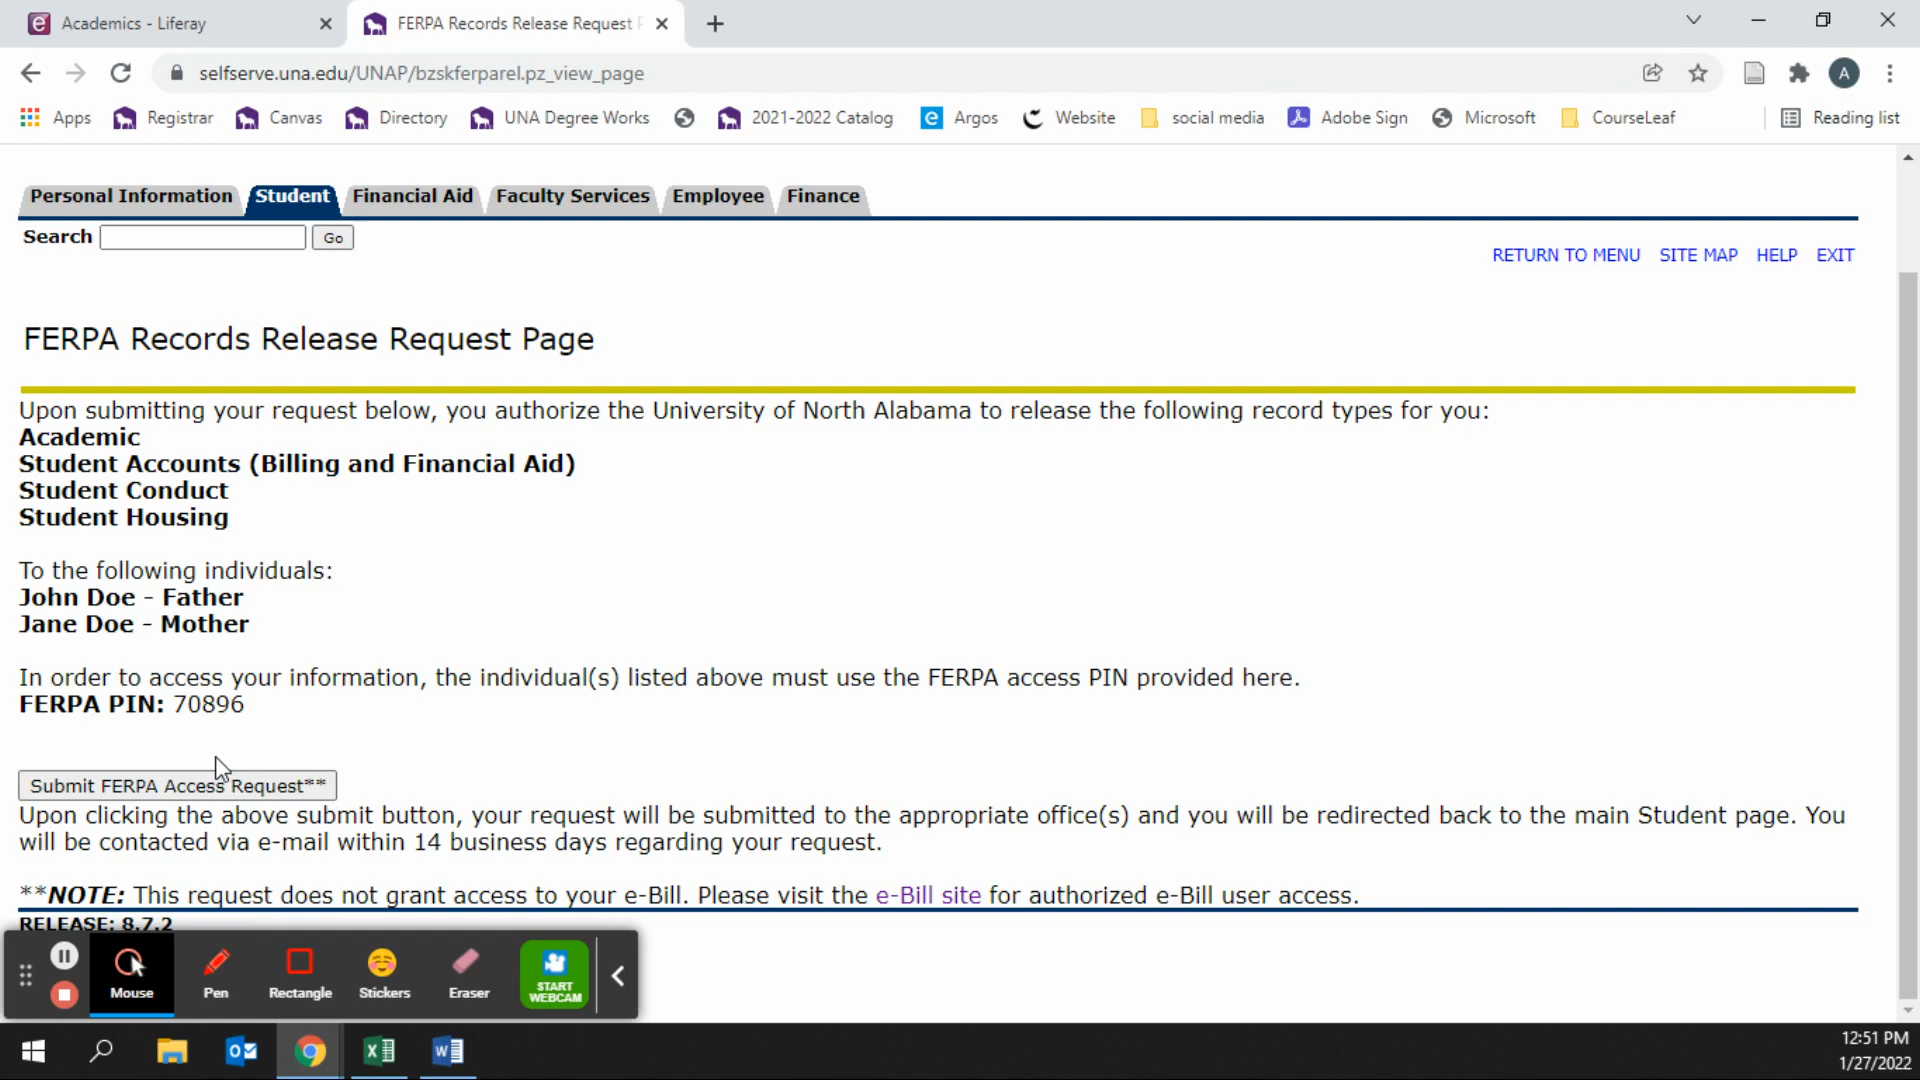 Academics - Liferay
FERPA Records Release Request P
selfserve.una.edu/UNAP/bzskferparel.pz_view_page
A
Apps Registrar Canvas Directory UNA Degree Works 2021-2022 Catalog Argos Website social media Adobe Sign Microsoft CourseLeaf Reading list
Personal Information Student Financial Aid Faculty Services Employee Finance
Search Go
RETURN TO MENU SITE MAP HELP EXIT
FERPA Records Release Request Page
Upon submitting your request below, you authorize the University of North Alabama to release the following record types for you:
Academic
Student Accounts (Billing and Financial Aid)
Student Conduct
Student Housing
To the following individuals:
John Doe - Father
Jane Doe - Mother
In order to access your information, the individual(s) listed above must use the FERPA access PIN provided here.
FERPA PIN: 70896
Submit FERPA Access Request**
Upon clicking the above submit button, your request will be submitted to the appropriate office(s) and you will be redirected back to the main Student page. You
will be contacted via e-mail within 14 business days regarding your request.
**NOTE: This request does not grant access to your e-Bill. Please visit the e-Bill site for authorized e-Bill user access.
RELEASE: 8.7.2
Mouse Pen Rectangle Stickers Eraser START
WEBCAM
12:51 PM
1/27/2022